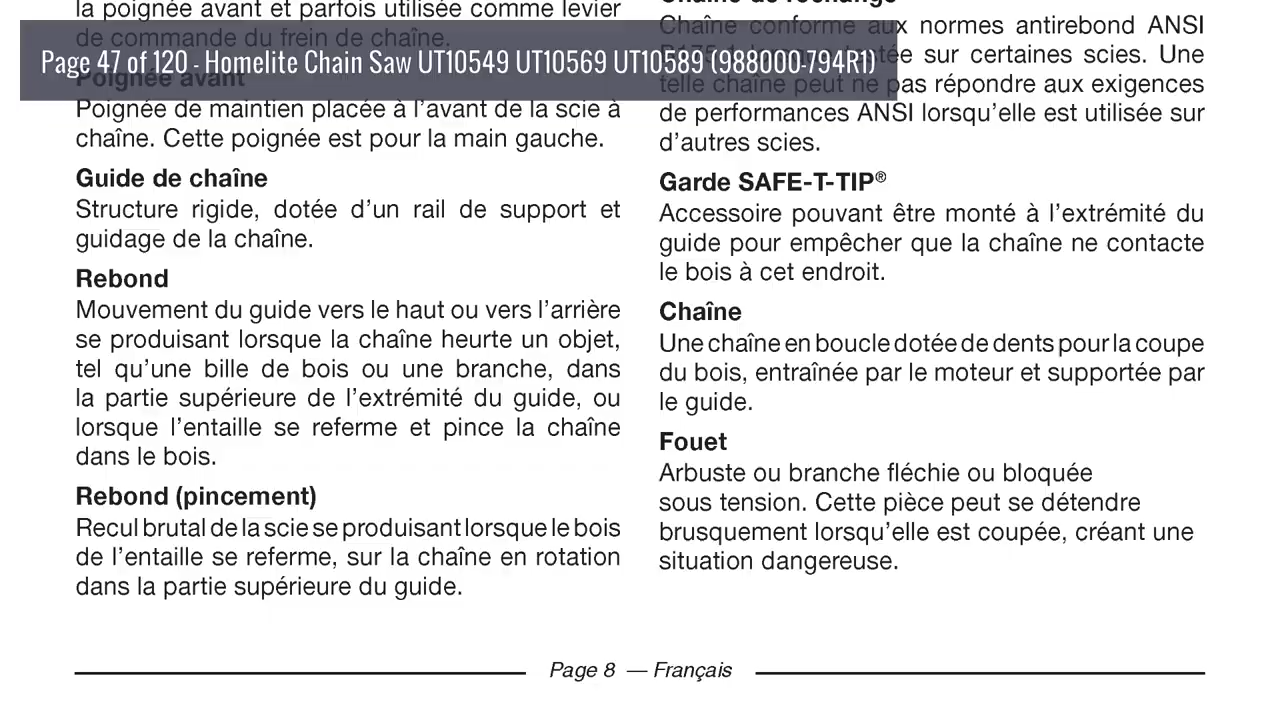 la poignée avant et parfois utilisée comme levier
de commande du frein de chaîne.
Page 47 of 120 - Homelite Chain Saw UT10549 UT10569 UT10589 (988000-794R1)
Poignée avant
Poignée de maintien placée à l’avant de la scie à
chaîne. Cette poignée est pour la main gauche.
Guide de chaîne
Structure rigide, dotée d’un rail de support et
guidage de la chaîne.
Rebond
Mouvement du guide vers le haut ou vers l’arrière
se produisant lorsque la chaîne heurte un objet,
tel qu’une bille de bois ou une branche, dans
la partie supérieure de l’extrémité du guide, ou
lorsque l’entaille se referme et pince la chaîne
dans le bois.
Rebond (pincement)
Recul brutal de la scie se produisant lorsque le bois
de l’entaille se referme, sur la chaîne en rotation
dans la partie supérieure du guide.
Chaîne de rechange
Chaîne conforme aux normes antirebond ANSI
B175.1 lorsque testée sur certaines scies. Une
telle chaîne peut ne pas répondre aux exigences
de performances ANSI lorsqu’elle est utilisée sur
d’autres scies.
Garde SAFE-T-TIP®
Accessoire pouvant être monté à l’extrémité du
guide pour empêcher que la chaîne ne contacte
le bois à cet endroit.
Chaîne
Une chaîne en boucle dotée de dents pour la coupe
du bois, entraînée par le moteur et supportée par
le guide.
Fouet
Arbuste ou branche fléchie ou bloquée
sous tension. Cette pièce peut se détendre
brusquement lorsqu’elle est coupée, créant une
situation dangereuse.
Page 8 — Français